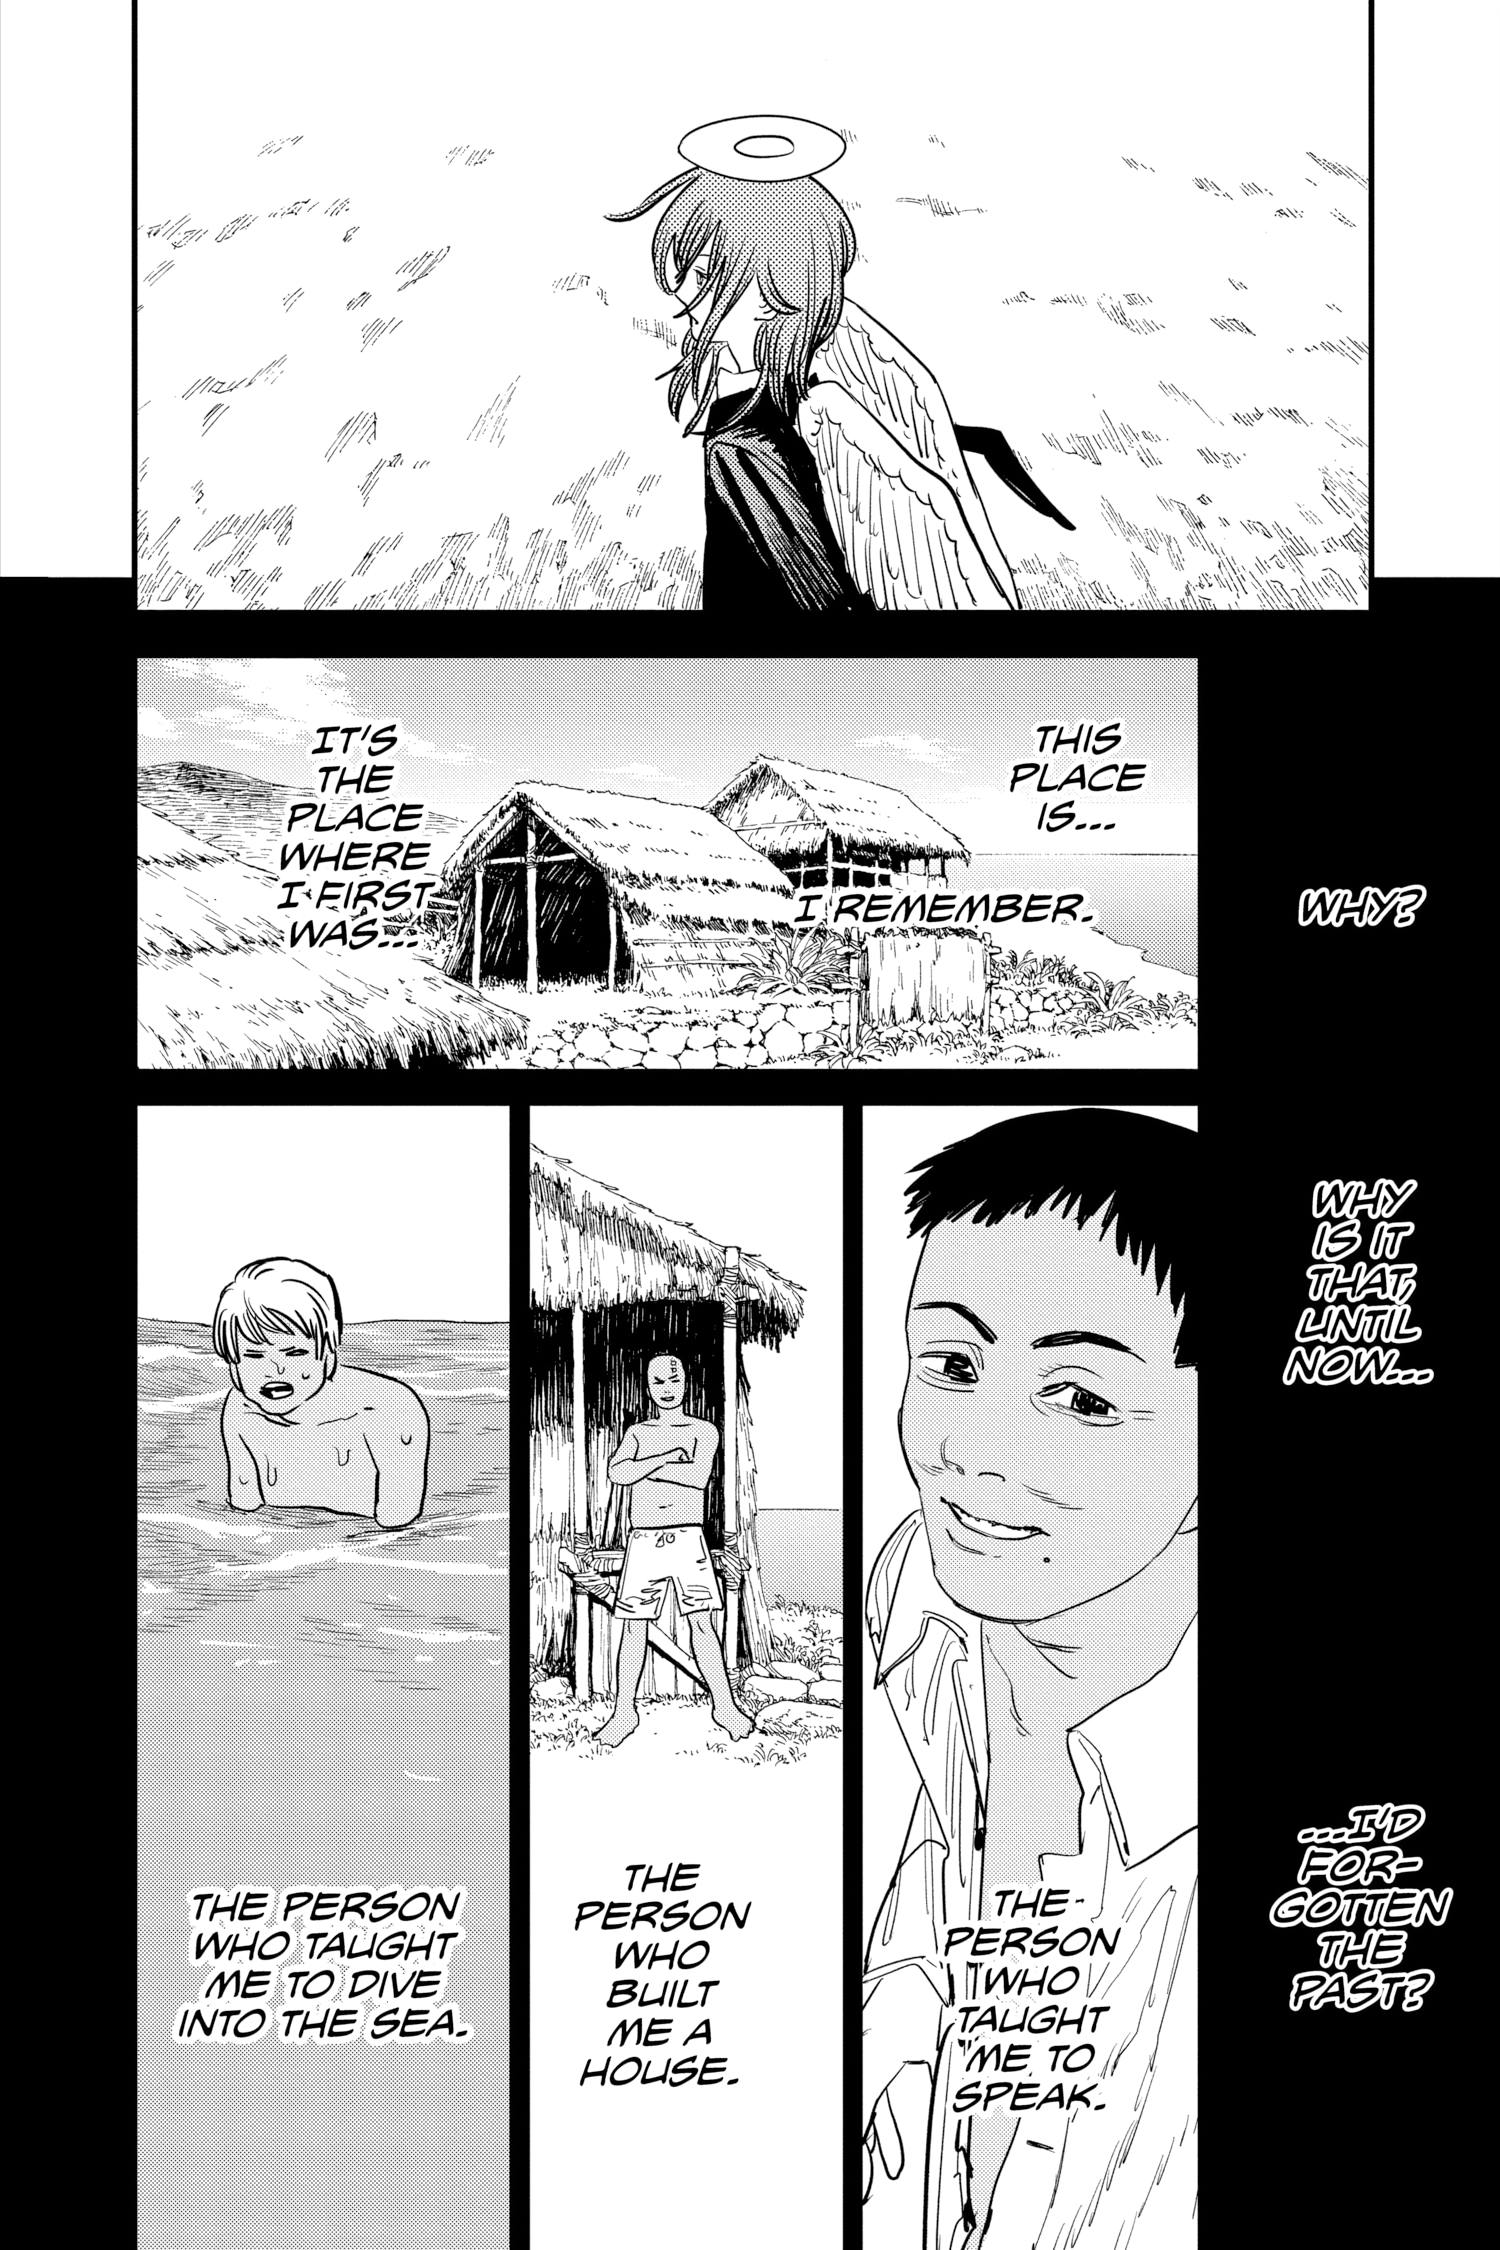 WHY?
WHY
IS IT
THAT,
UNTIL
NOW...
...I'D
FOR-
GOTTEN
THE
PAST?
THIS
PLACE
IS...
I REMEMBER.
IT'S
THE
PLACE
WHERE
I FIRST
WAS...
THE
PERSON
WHO
TAUGHT
ME TO
SPEAK.
THE
PERSON
WHO
BUILT
ME A
HOUSE.
THE PERSON
WHO TAUGHT
ME TO DIVE
INTO THE SEA.